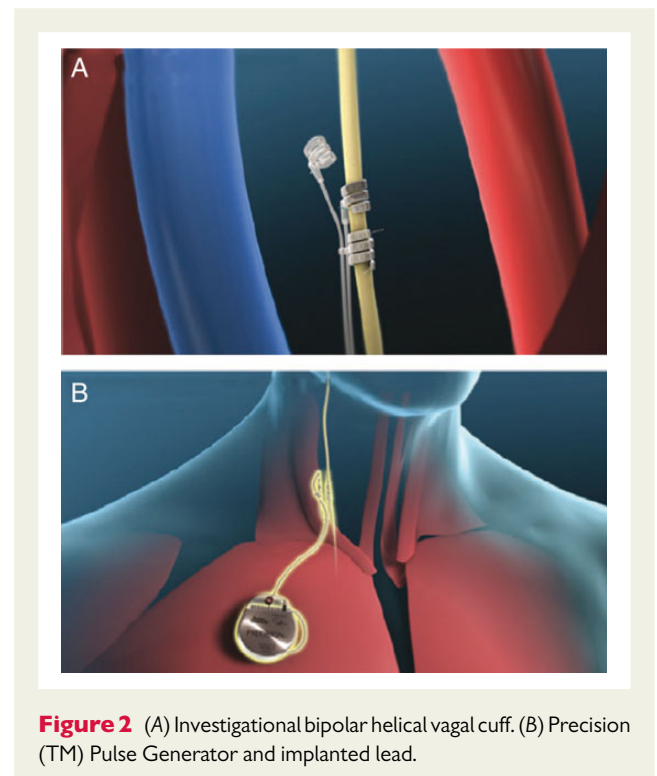 A
B
Figure 2 (A) Investigational bipolar helical vagal cuff. (B) Precision
(TM) Pulse Generator and implanted lead.